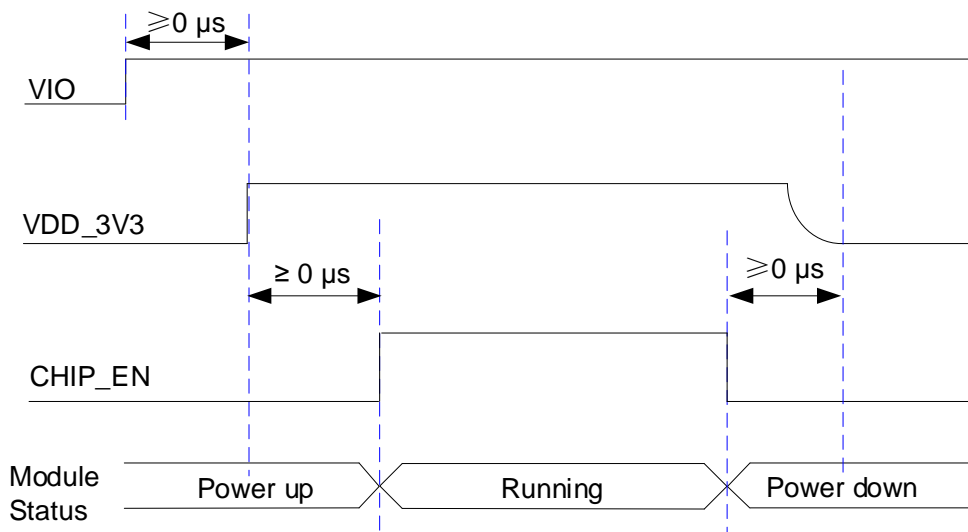 ≥0 µs
VIO
VDD_3V3
≥ 0 µs
≥0 µs
CHIP_EN
Module
Status
Power up
Running
Power down